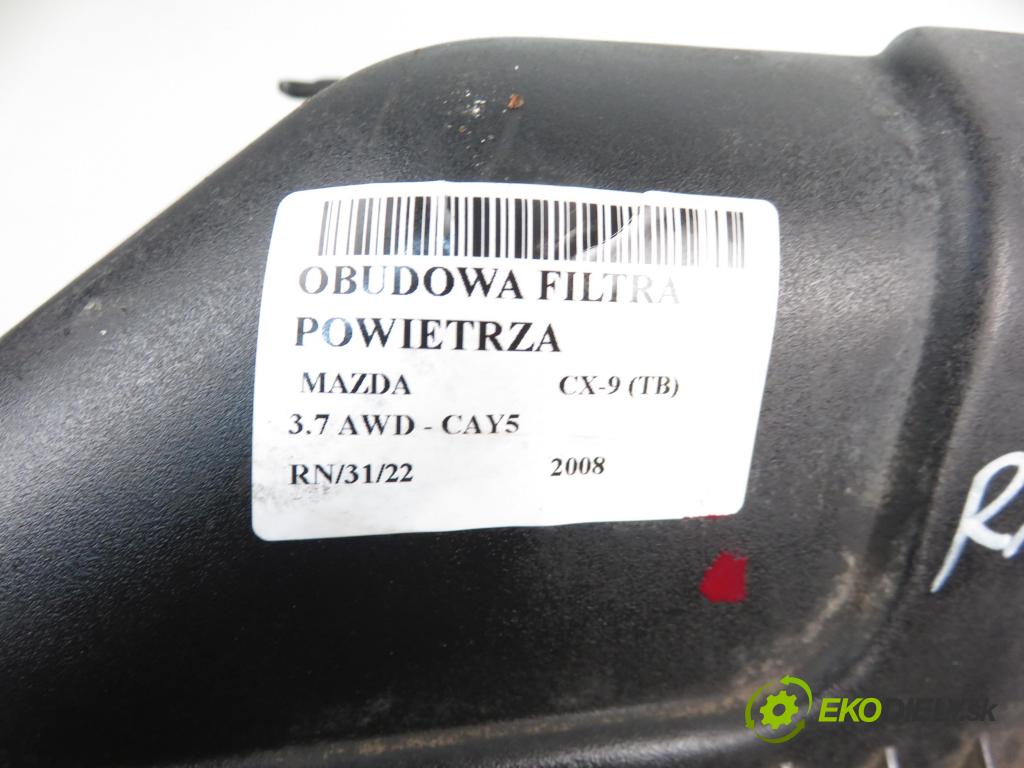 OBUDOWA FILTRA
POWIETRZA
MAZDA CX-9 (TB)
3.7 AWD - CAY5
RN/31/22 2008
EKODIELY.sk